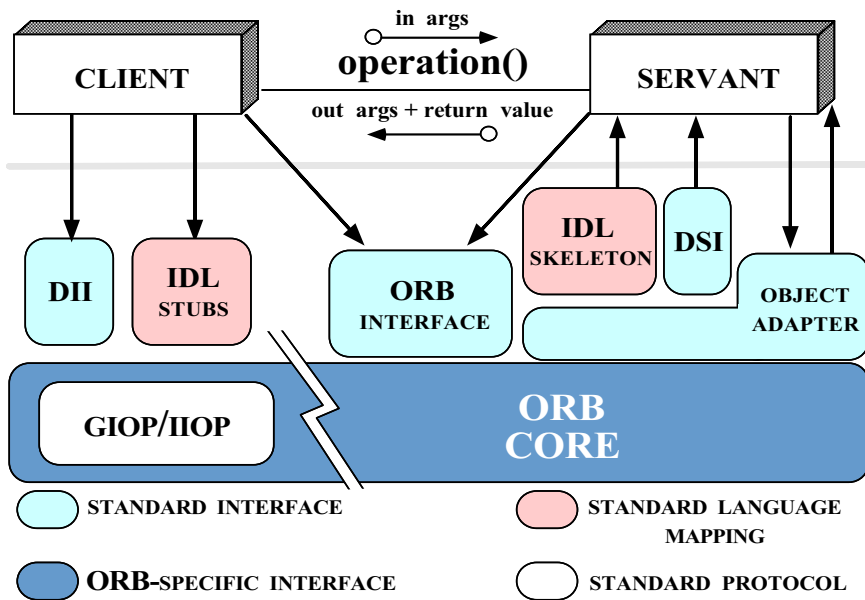 in args
operation()
CLIENT
SERVANT
out args + return value
DII
IDL
STUBS
ORB
INTERFACE
IDL
SKELETON
DSI
OBJECT
ADAPTER
GIOP/IIOP
ORB
CORE
STANDARD INTERFACE
STANDARD LANGUAGE
MAPPING
ORB-SPECIFIC INTERFACE
STANDARD PROTOCOL